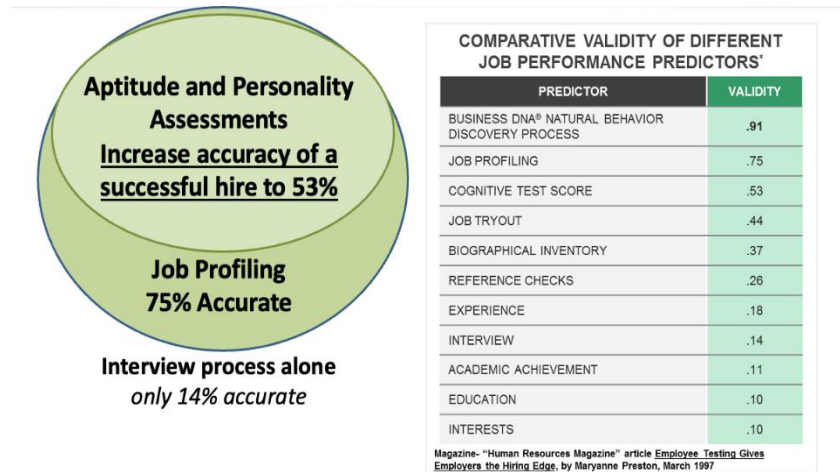 Aptitude and Personality
Assessments
Increase accuracy of a
successful hire to 53%
Job Profiling
75% Accurate
Interview process alone
only 14% accurate
COMPARATIVE VALIDITY OF DIFFERENT
JOB PERFORMANCE PREDICTORS*
PREDICTOR VALIDITY
BUSINESS DNA® NATURAL BEHAVIOR
DISCOVERY PROCESS .91
JOB PROFILING .75
COGNITIVE TEST SCORE .53
JOB TRYOUT .44
BIOGRAPHICAL INVENTORY .37
REFERENCE CHECKS .26
EXPERIENCE .18
INTERVIEW .14
ACADEMIC ACHIEVEMENT .11
EDUCATION .10
INTERESTS .10
Magazine- “Human Resources Magazine” article Employee Testing Gives
Employers the Hiring Edge, by Maryanne Preston, March 1997